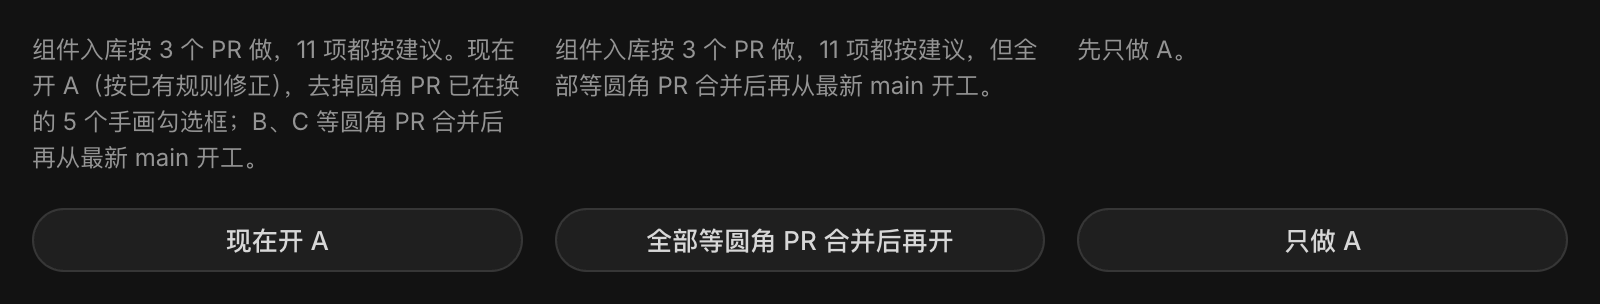 组件入库按 3 个 PR 做，11 项都按建议。现在
开 A（按已有规则修正），去掉圆角 PR 已在换
的 5 个手画勾选框；B、C 等圆角 PR 合并后
再从最新 main 开工。
现在开 A
组件入库按 3 个 PR 做，11 项都按建议，但全
部等圆角 PR 合并后再从最新 main 开工。
全部等圆角 PR 合并后再开
先只做 A。
只做 A